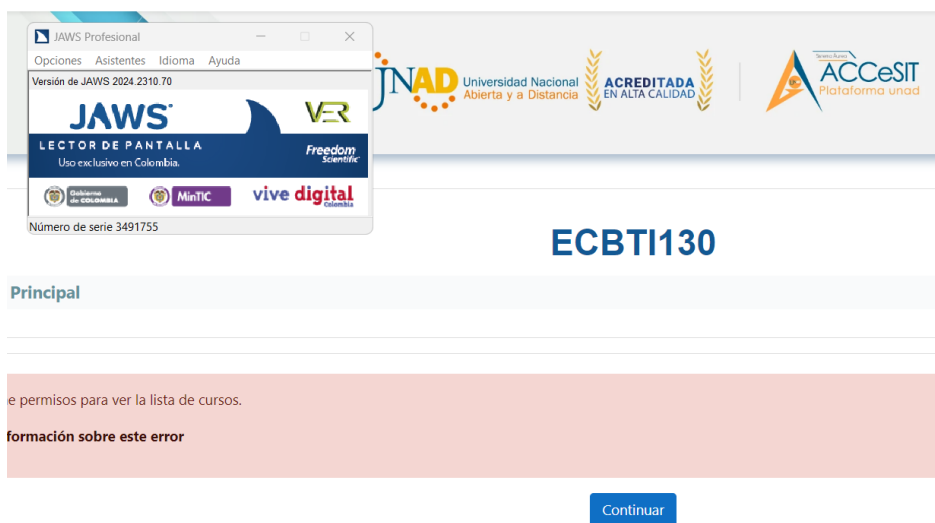 JAWS Profesional
Opciones Asistentes Idioma Ayuda
Versión de JAWS 2024.2310.70
JAWS
VER
LECTOR DE PANTALLA
Uso exclusivo en Colombia.
Freedom
Scientific
Gobierno
de COLOMBIA
MinTIC
vive digital
Colombia
Número de serie 3491755
UNAD
Universidad Nacional
Abierta y a Distancia
ACREDITADA
EN ALTA CALIDAD
ACCeSIT
Plataforma unad
ECBTI130
Principal
e permisos para ver la lista de cursos.
formación sobre este error
Continuar